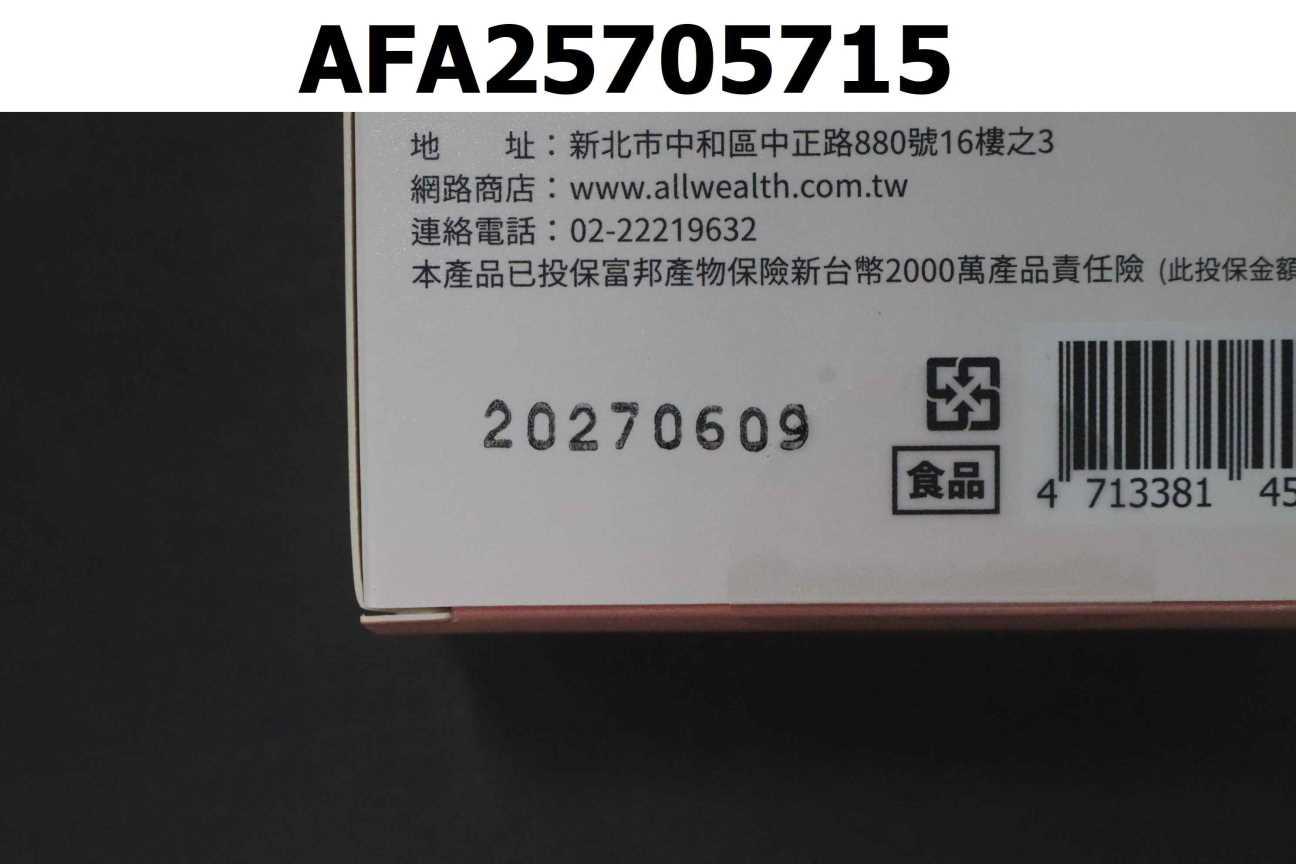 AFA25705715
地　　址：新北市中和區中正路880號16樓之3
網路商店：www.allwealth.com.tw
連絡電話：02-22219632
本產品已投保富邦產物保險新台幣2000萬產品責任險 (此投保金額
20270609
食品
4 713381 45